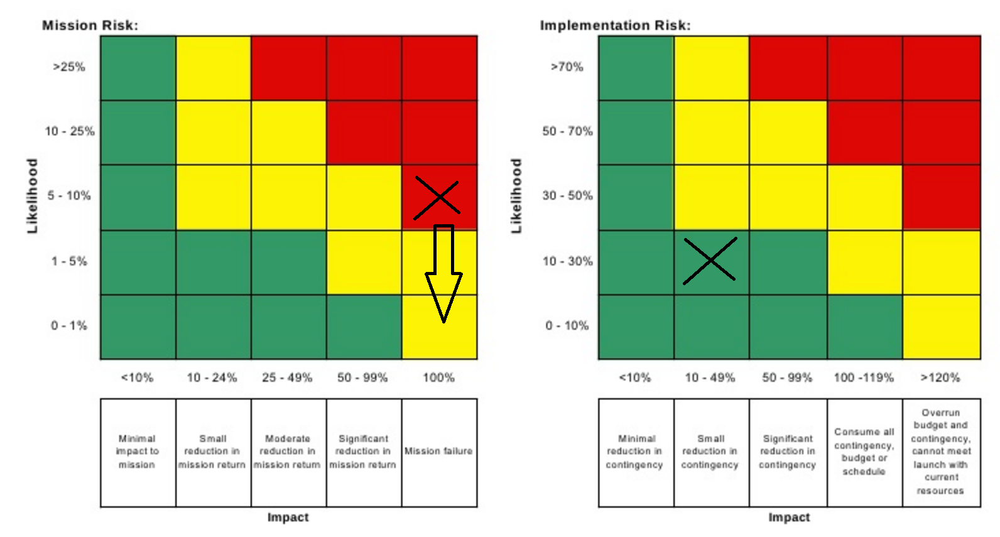 Mission Risk:
>25%
10 - 25%
5 - 10%
1 - 5%
0 - 1%
Likelihood
<10%
10 - 24%
25 - 49%
50 - 99%
100%
Minimal
impact to
mission
Small
reduction in
mission return
Moderate
reduction in
mission return
Significant
reduction in
mission return
Mission failure
Impact
Implementation Risk:
>70%
50 - 70%
30 - 50%
10 - 30%
0 - 10%
Likelihood
<10%
10 - 49%
50 - 99%
100 -119%
>120%
Minimal
reduction in
contingency
Small
reduction in
contingency
Significant
reduction in
contingency
Consume all
contingency,
budget or
schedule
Overrun
budget and
contingency,
cannot meet
launch with
current
resources
Impact